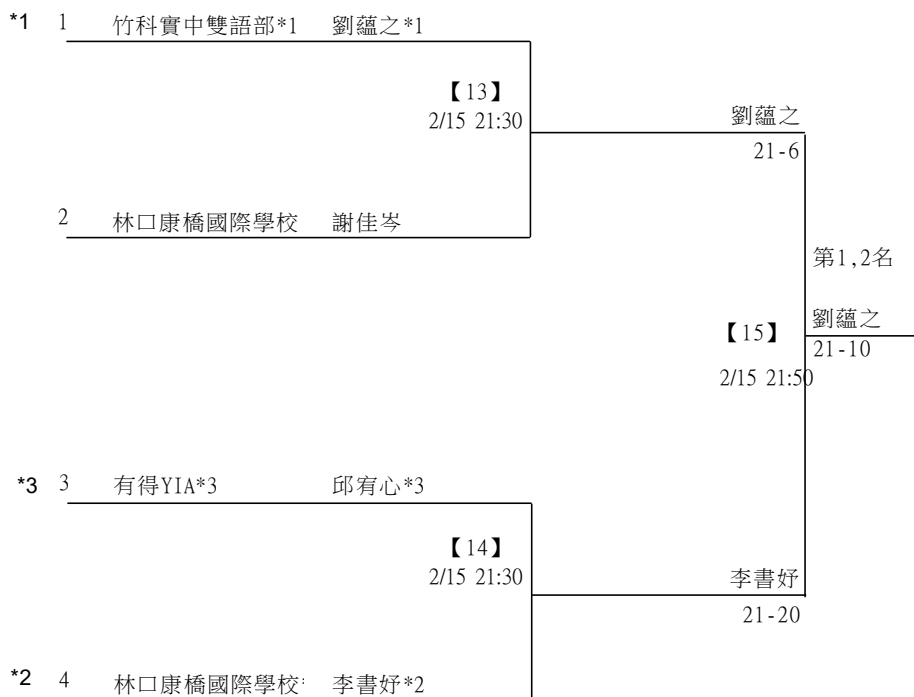 *1 1 竹科實中雙語部*1 劉蘊之*1
【13】
2/15 21:30
劉蘊之
21-6
2 林口康橋國際學校 謝佳岑
第1,2名
【15】
劉蘊之
21-10
2/15 21:50
*3 3 有得YIA*3 邱宥心*3
【14】
2/15 21:30
李書妤
21-20
*2 4 林口康橋國際學校 李書妤*2